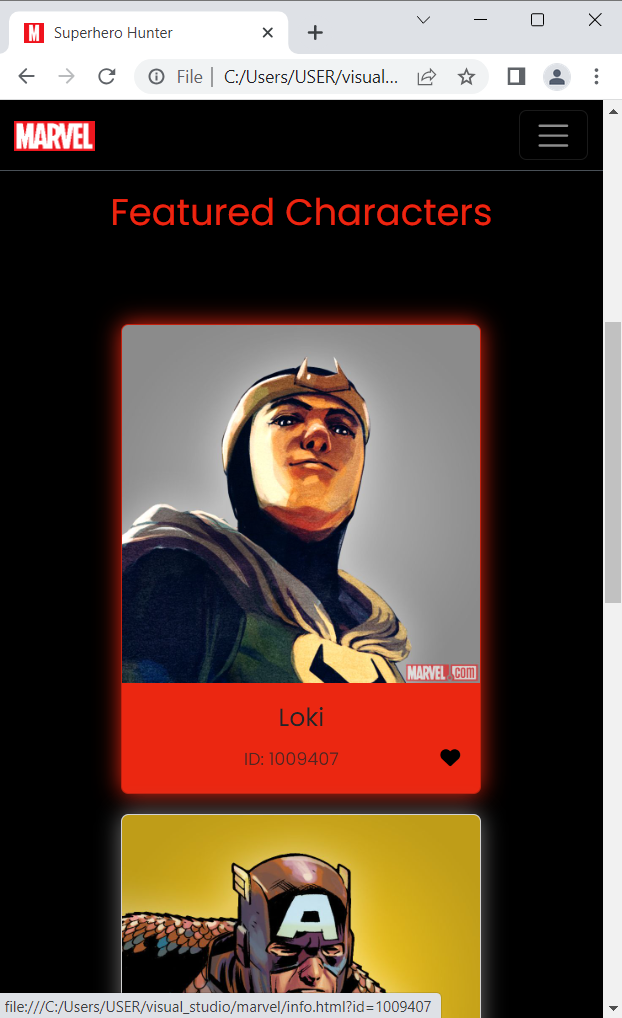 Superhero Hunter
File
C:/Users/USER/visual...
MARVEL
Featured Characters
MARVEL.com
Loki
ID: 1009407
A
file:///C:/Users/USER/visual_studio/marvel/info.html?id=1009407